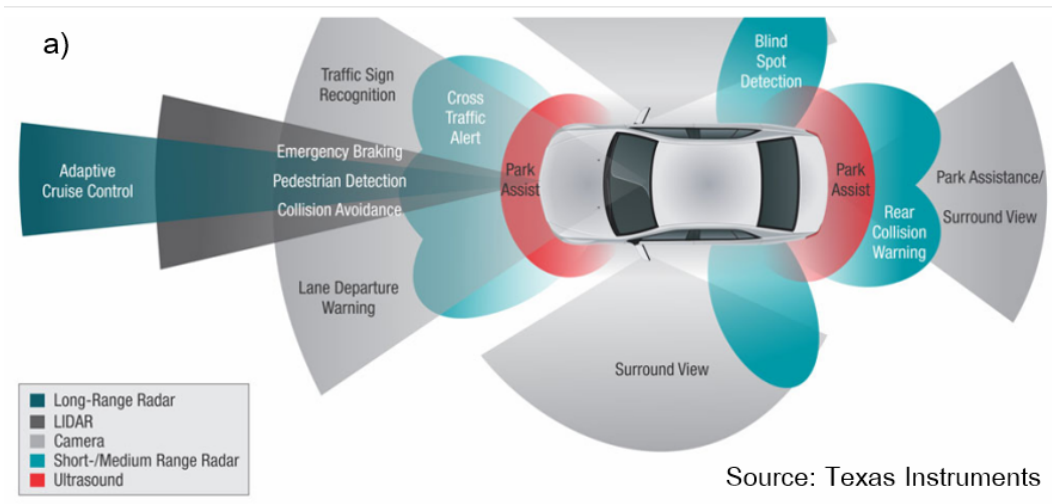 a)
Traffic Sign
Recognition
Cross
Traffic
Alert
Blind
Spot
Detection
Adaptive
Cruise Control
Emergency Braking
Pedestrian Detection
Collision Avoidance
Park
Assist
Park
Assist
Rear
Collision
Warning
Park Assistance/
Surround View
Lane Departure
Warning
Surround View
Long-Range Radar
LIDAR
Camera
Short-/Medium Range Radar
Ultrasound
Source: Texas Instruments